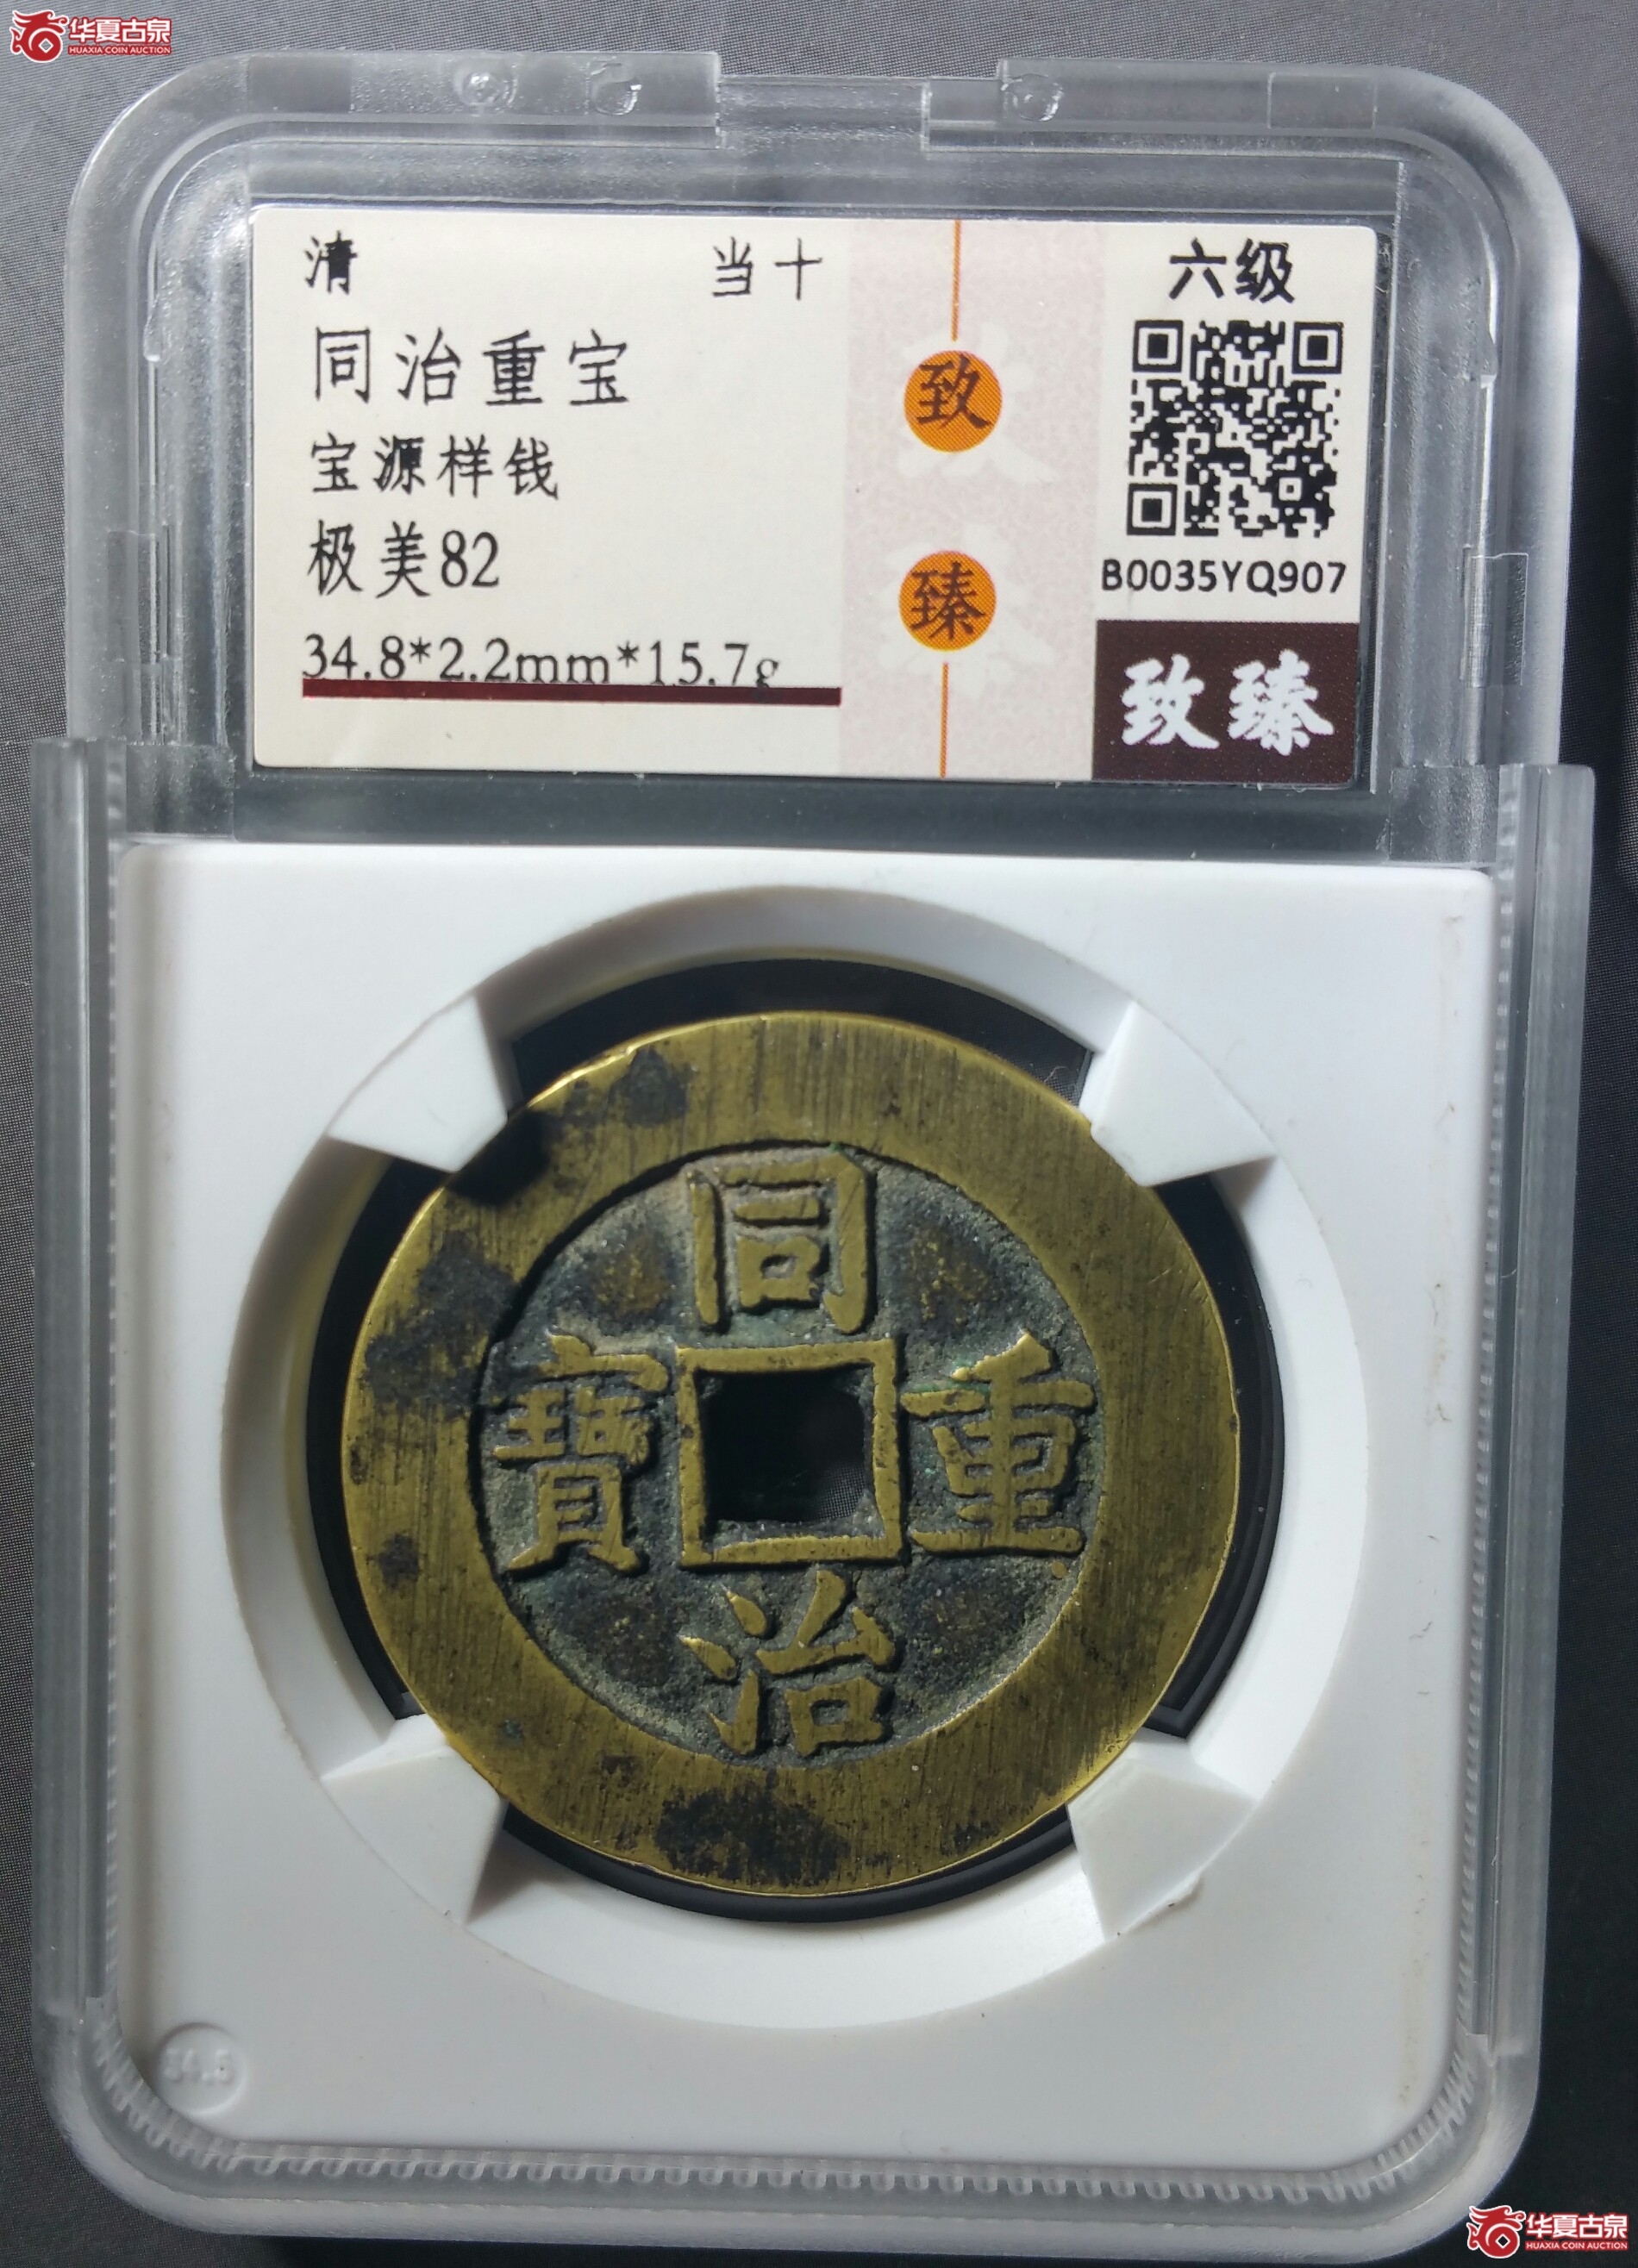 华夏古泉
HUAXIA COIN AUCTION
清 当十
同治重宝
宝源样钱
极美82
34.8*2.2mm*15.7g
致
臻
六级
B0035YQ907
致臻
同
重
寶
治
34.5
华夏古泉
HUAXIA COIN AUCTION